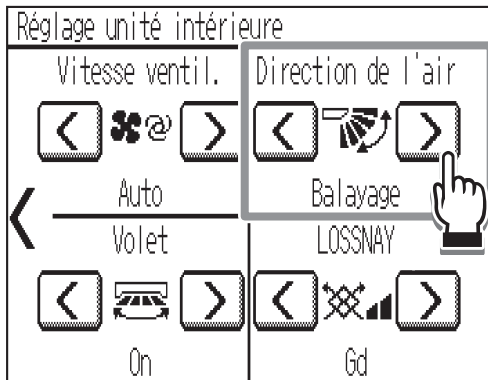 Réglage unité intérieure
Vitesse ventil.
Direction de l'air
Auto
Balayage
Volet
LOSSNAY
On
Gd